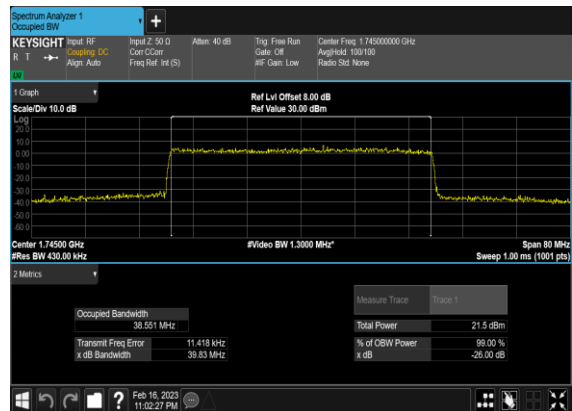 Spectrum Analyzer 1
Occupied BW
+
KEYSIGHT Input: RF Input Z: 50 Ω Atten: 40 dB Trig: Free Run Center Freq: 1.745000000 GHz
R T Coupling: DC Corr CCorr Gate: Off Avg|Hold: 100/100
Align: Auto Freq Ref: Int (S) #IF Gain: Low Radio Std: None
LW
1 Graph Ref Lvl Offset 8.00 dB
Scale/Div 10.0 dB Ref Value 30.00 dBm
Log
20.0
10.0
0.00
-10.0
-20.0
-30.0
-40.0
-50.0
-60.0
Center 1.74500 GHz #Video BW 1.3000 MHz* Span 80 MHz
#Res BW 430.00 kHz Sweep 1.00 ms (1001 pts)
2 Metrics
Measure Trace Trace 1
Occupied Bandwidth
38.551 MHz Total Power 21.5 dBm
Transmit Freq Error 11.418 kHz % of OBW Power 99.00 %
x dB Bandwidth 39.83 MHz x dB -26.00 dB
? Feb 16, 2023
11:02:27 PM